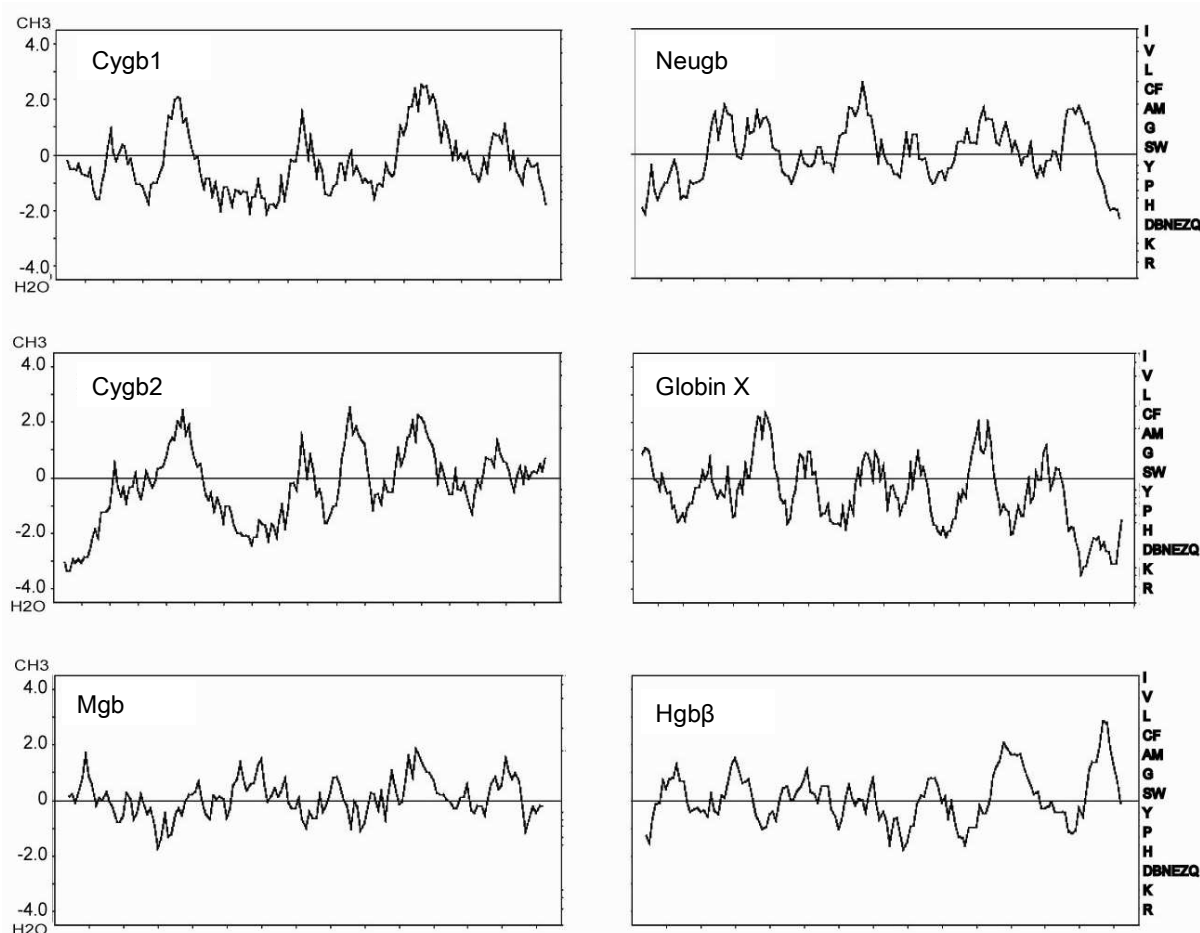 CH3
4.0
2.0
0
-2.0
-4.0
H2O
Cygb1
Neugb
I
V
L
CF
AM
G
SW
Y
P
H
DBNEZQ
K
R
CH3
4.0
2.0
0
-2.0
-4.0
H2O
Cygb2
Globin X
I
V
L
CF
AM
G
SW
Y
P
H
DBNEZQ
K
R
CH3
4.0
2.0
0
-2.0
-4.0
H2O
Mgb
Hgbβ
I
V
L
CF
AM
G
SW
Y
P
H
DBNEZQ
K
R